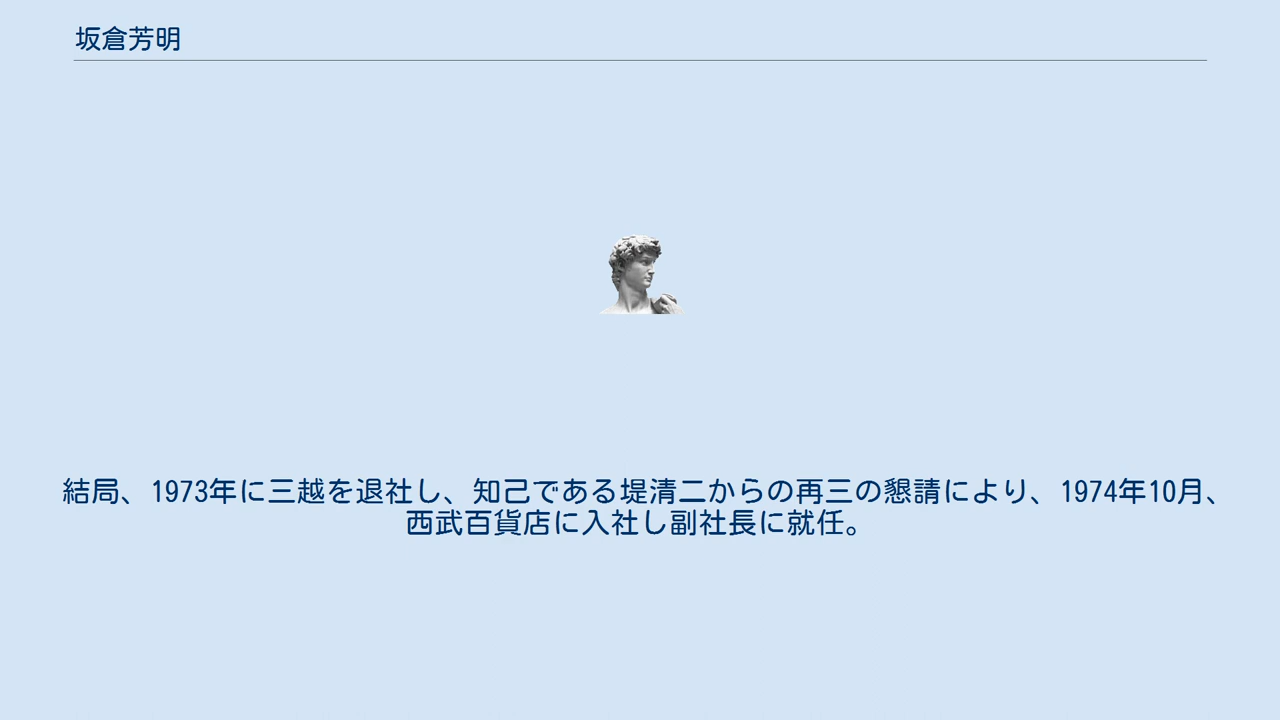 坂倉芳明
結局、1973年に三越を退社し、知己である堤清二からの再三の懇請により、1974年10月、
西武百貨店に入社し副社長に就任。